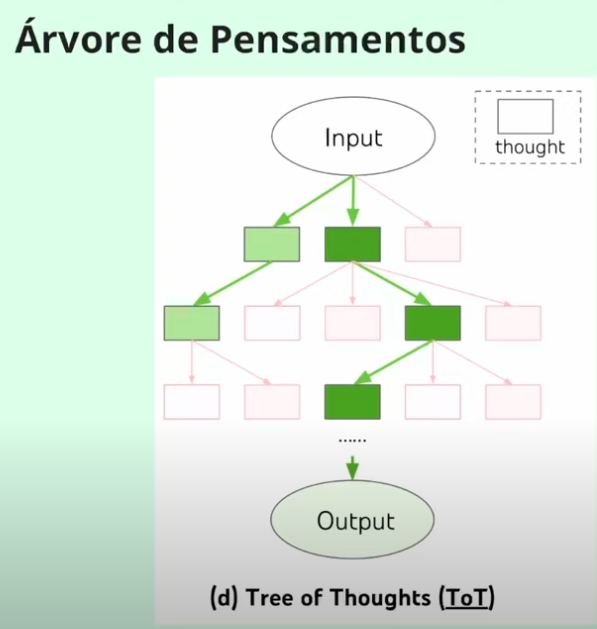 Árvore de Pensamentos
Input
thought
......
Output
(d) Tree of Thoughts (ToT)